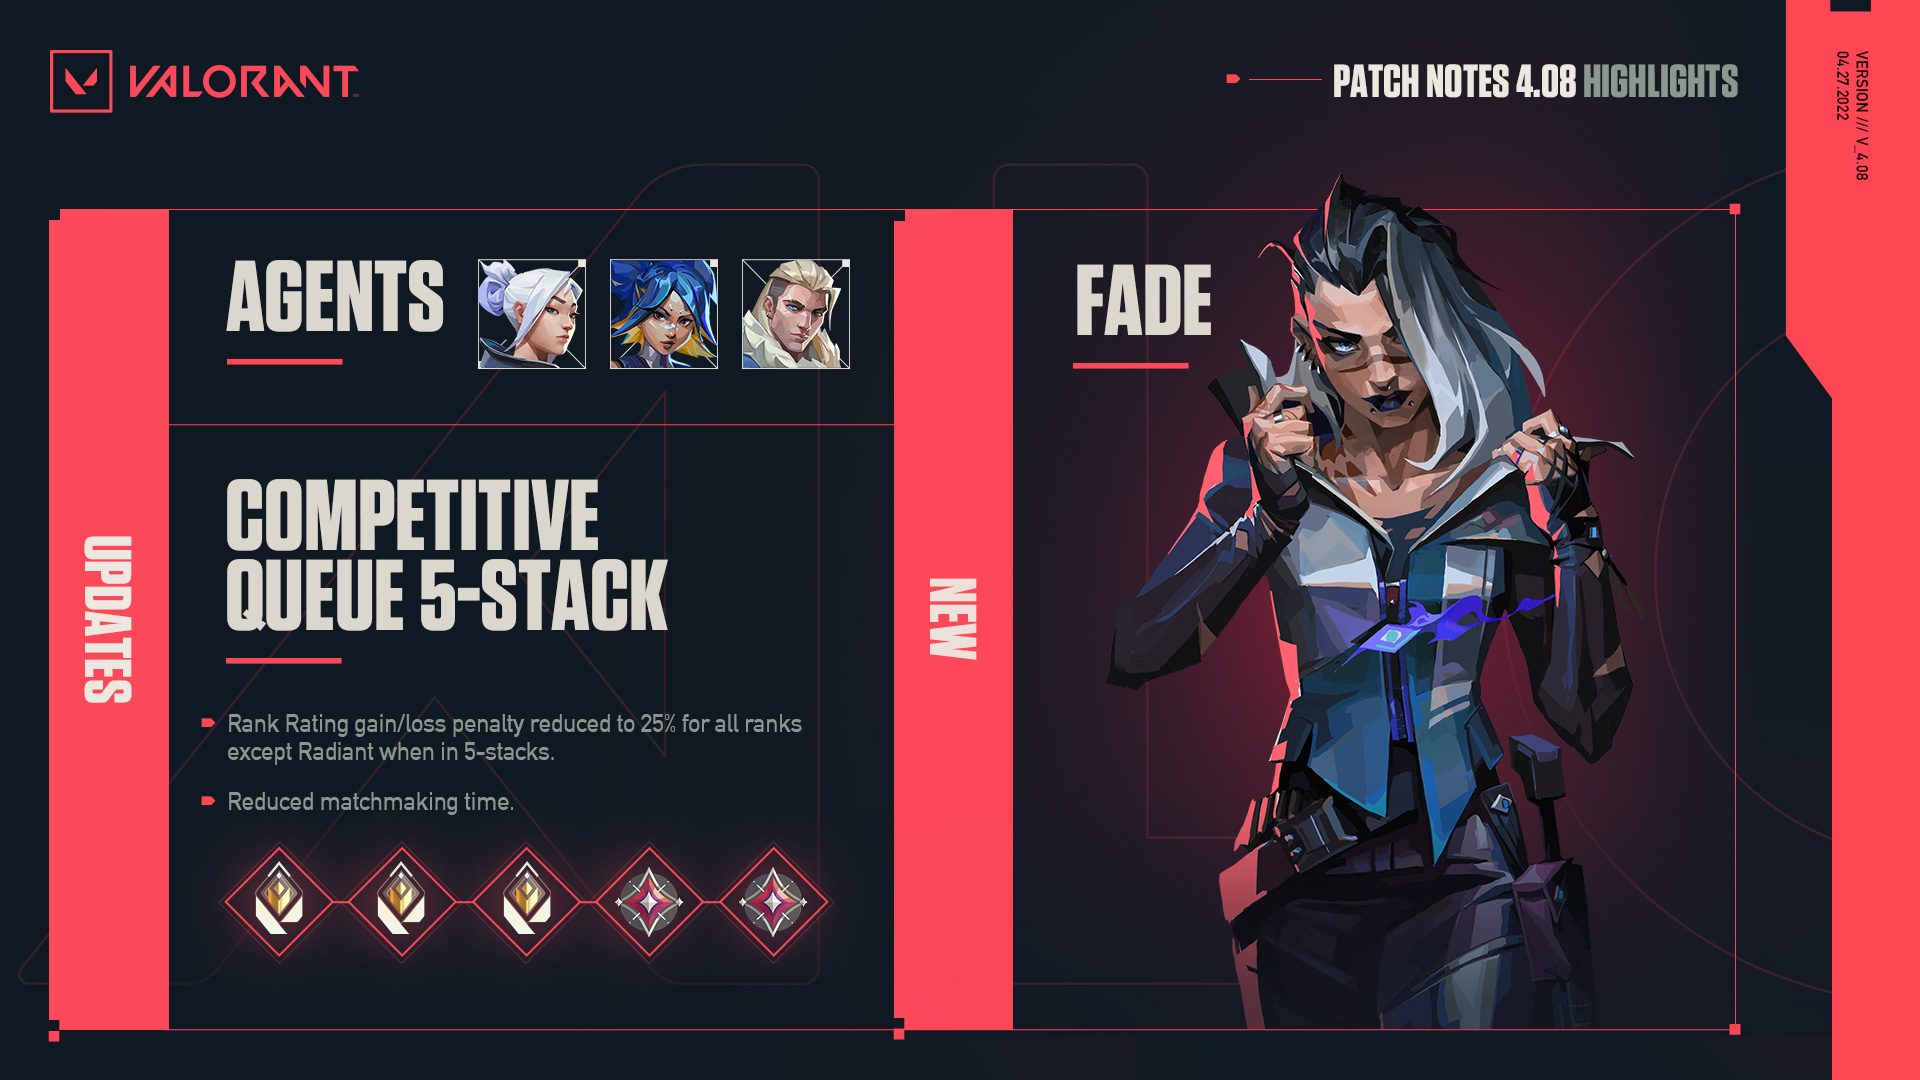 VALORANT
PATCH NOTES 4.08 HIGHLIGHTS
VERSION /// V_4.08
04.27.2022
UPDATES
AGENTS
COMPETITIVE
QUEUE 5-STACK
Rank Rating gain/loss penalty reduced to 25% for all ranks
except Radiant when in 5-stacks.
Reduced matchmaking time.
NEW
FADE